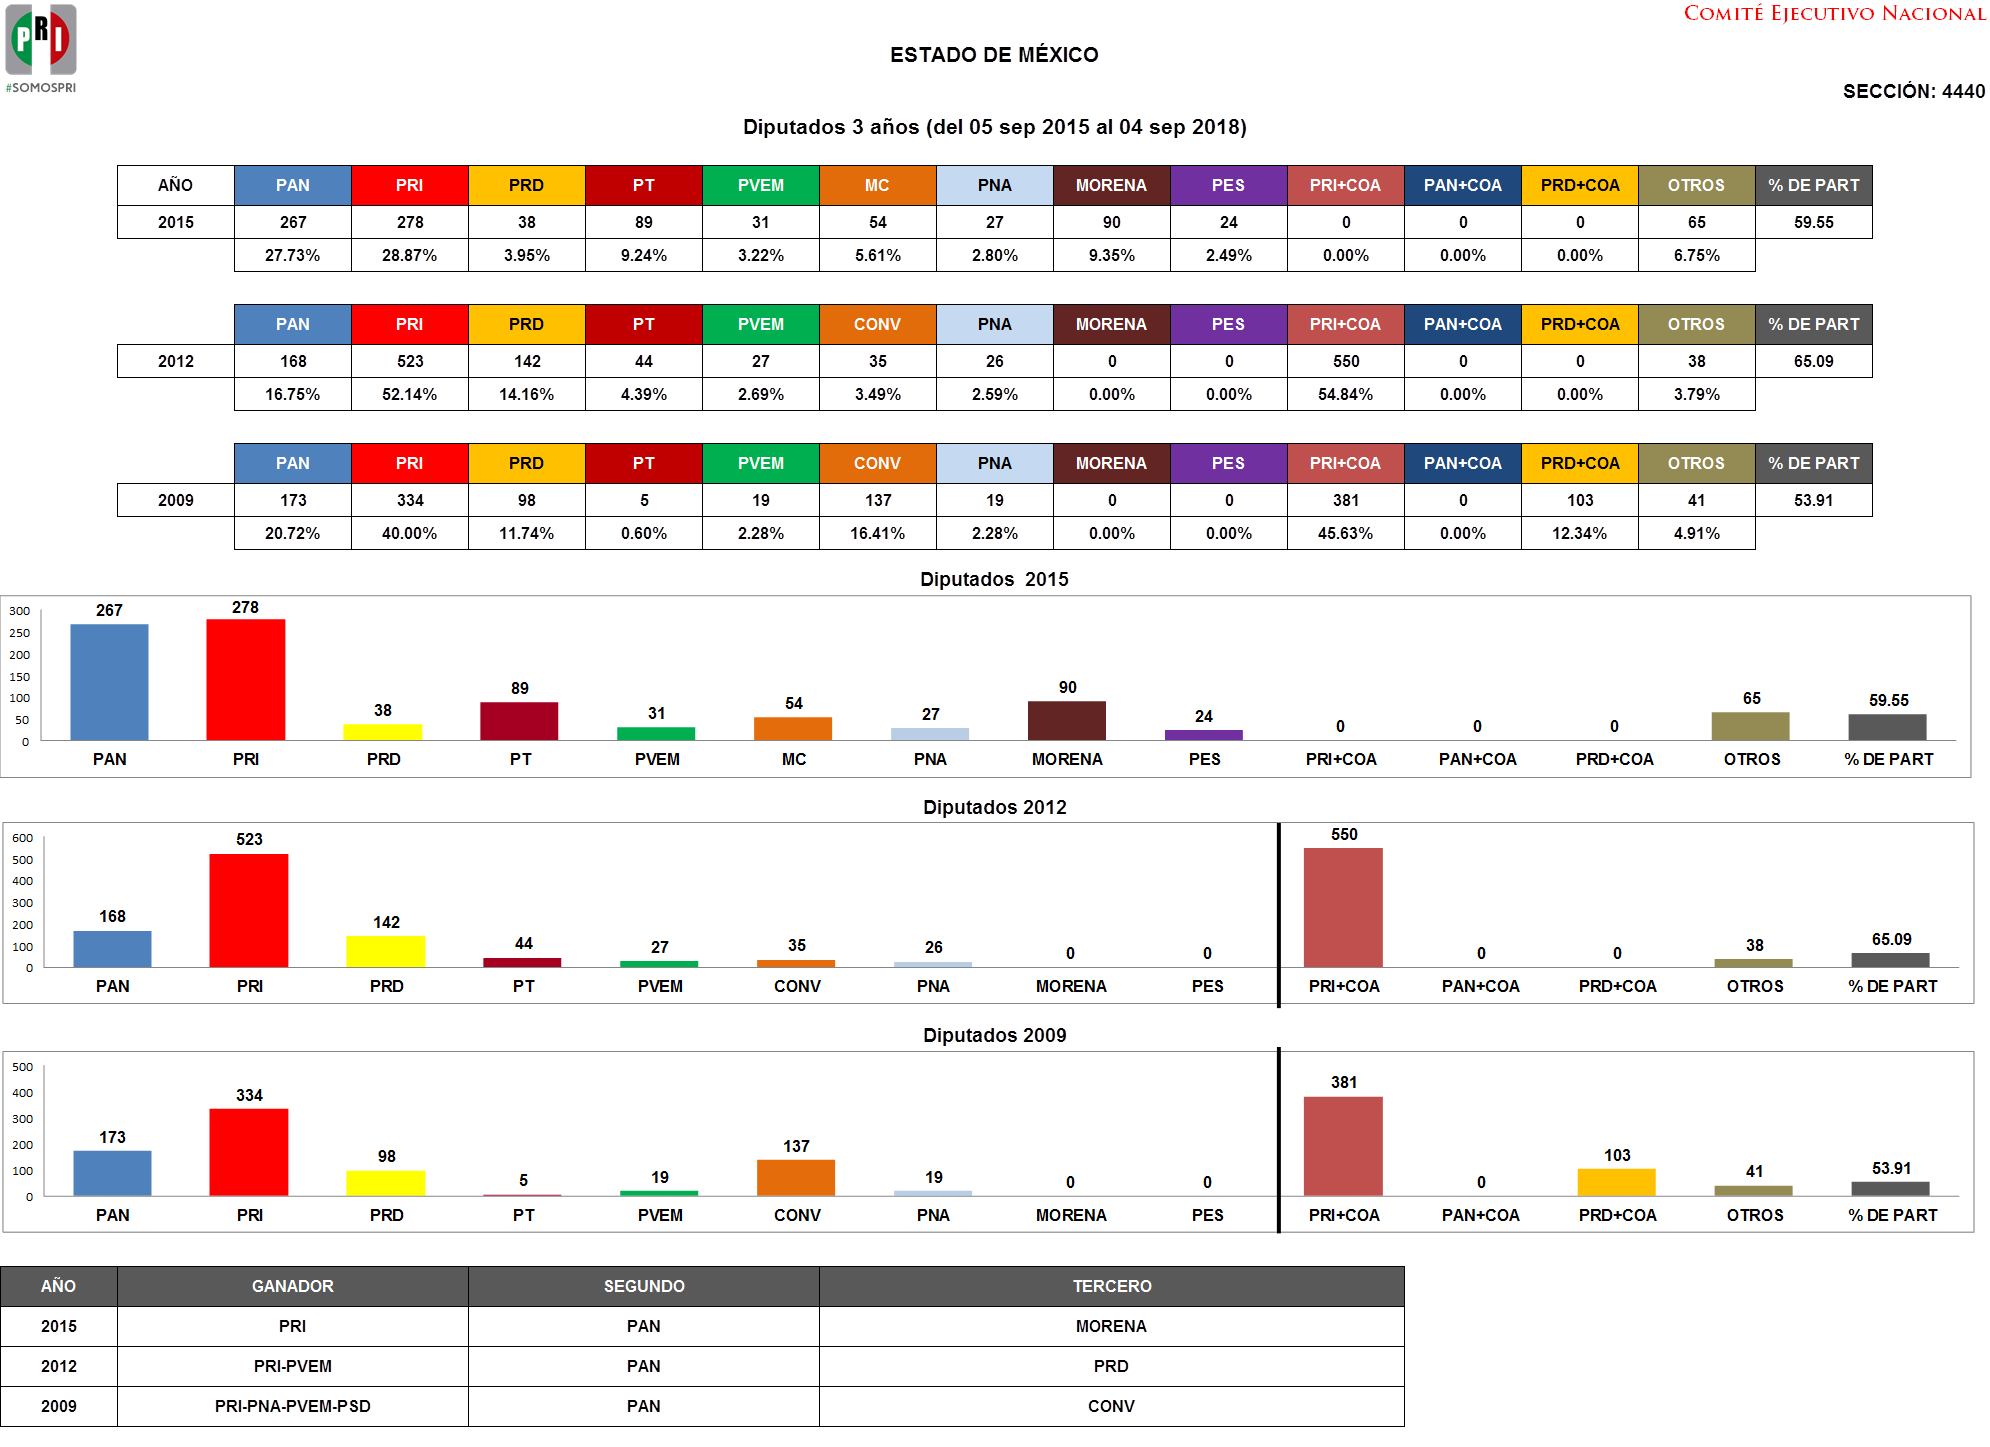 PRI
#SOMOSPRI
COMITÉ EJECUTIVO NACIONAL
ESTADO DE MÉXICO
SECCIÓN: 4440
Diputados 3 años (del 05 sep 2015 al 04 sep 2018)
AÑO PAN PRI PRD PT PVEM MC PNA MORENA PES PRI+COA PAN+COA PRD+COA OTROS % DE PART
2015 267 278 38 89 31 54 27 90 24 0 0 0 65 59.55
27.73% 28.87% 3.95% 9.24% 3.22% 5.61% 2.80% 9.35% 2.49% 0.00% 0.00% 0.00% 6.75%
PAN PRI PRD PT PVEM CONV PNA MORENA PES PRI+COA PAN+COA PRD+COA OTROS % DE PART
2012 168 523 142 44 27 35 26 0 0 550 0 0 38 65.09
16.75% 52.14% 14.16% 4.39% 2.69% 3.49% 2.59% 0.00% 0.00% 54.84% 0.00% 0.00% 3.79%
PAN PRI PRD PT PVEM CONV PNA MORENA PES PRI+COA PAN+COA PRD+COA OTROS % DE PART
2009 173 334 98 5 19 137 19 0 0 381 0 103 41 53.91
20.72% 40.00% 11.74% 0.60% 2.28% 16.41% 2.28% 0.00% 0.00% 45.63% 0.00% 12.34% 4.91%
Diputados 2015
300
250
200
150
100
50
0
267 278 38 89 31 54 27 90 24 0 0 0 65 59.55
PAN PRI PRD PT PVEM MC PNA MORENA PES PRI+COA PAN+COA PRD+COA OTROS % DE PART
Diputados 2012
600
500
400
300
200
100
0
168 523 142 44 27 35 26 0 0 550 0 0 38 65.09
PAN PRI PRD PT PVEM CONV PNA MORENA PES PRI+COA PAN+COA PRD+COA OTROS % DE PART
Diputados 2009
500
400
300
200
100
0
173 334 98 5 19 137 19 0 0 381 0 103 41 53.91
PAN PRI PRD PT PVEM CONV PNA MORENA PES PRI+COA PAN+COA PRD+COA OTROS % DE PART
AÑO GANADOR SEGUNDO TERCERO
2015 PRI PAN MORENA
2012 PRI-PVEM PAN PRD
2009 PRI-PNA-PVEM-PSD PAN CONV